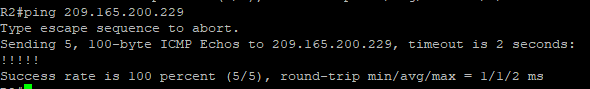 R2#ping 209.165.200.229
Type escape sequence to abort.
Sending 5, 100-byte ICMP Echos to 209.165.200.229, timeout is 2 seconds:
!!!!!
Success rate is 100 percent (5/5), round-trip min/avg/max = 1/1/2 ms